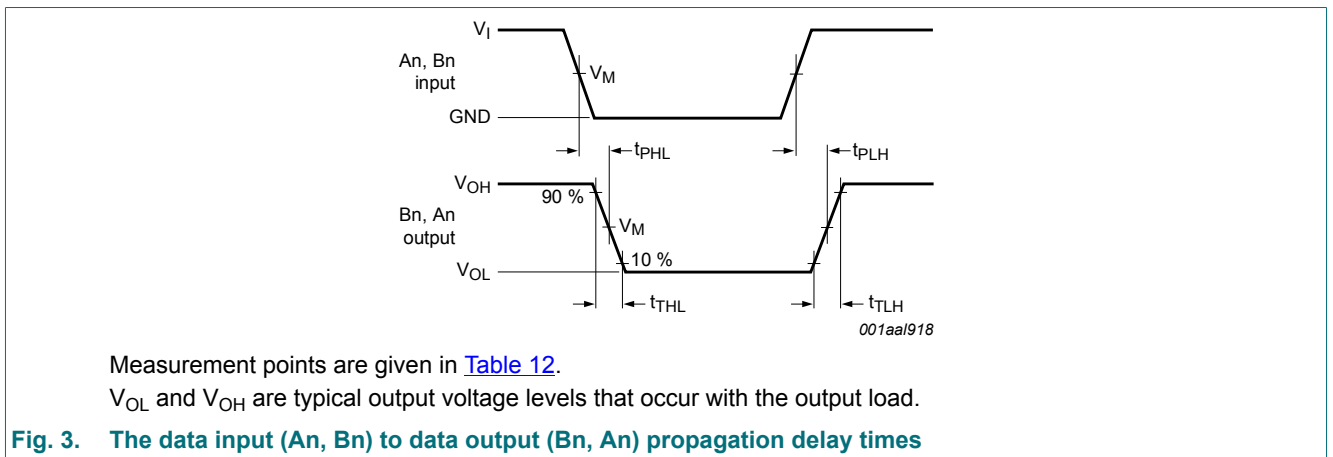 VI
An, Bn
input
VM
GND
tPHL
tPLH
VOH
90 %
Bn, An
output
VM
10 %
VOL
tTHL
tTLH
001aal918
Measurement points are given in Table 12.
VOL and VOH are typical output voltage levels that occur with the output load.
Fig. 3. The data input (An, Bn) to data output (Bn, An) propagation delay times